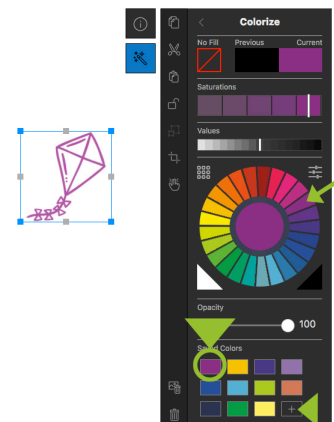 Colorize
No Fill Previous Current
Saturations
Values
Opacity
100
Saved Colors